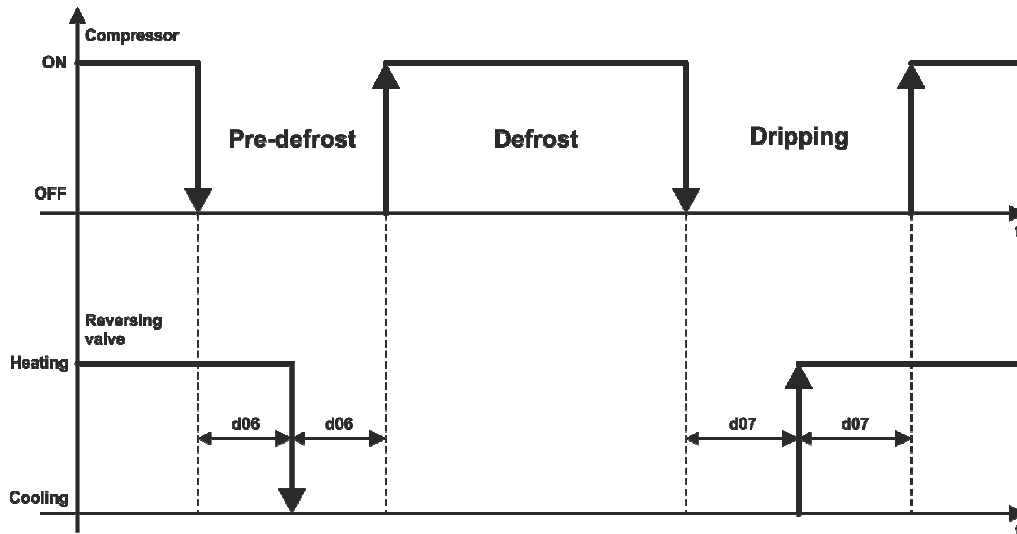 Compressor
ON
Pre-defrost
Defrost
Dripping
OFF
t
Reversing
valve
Heating
d06
d06
d07
d07
Cooling
t